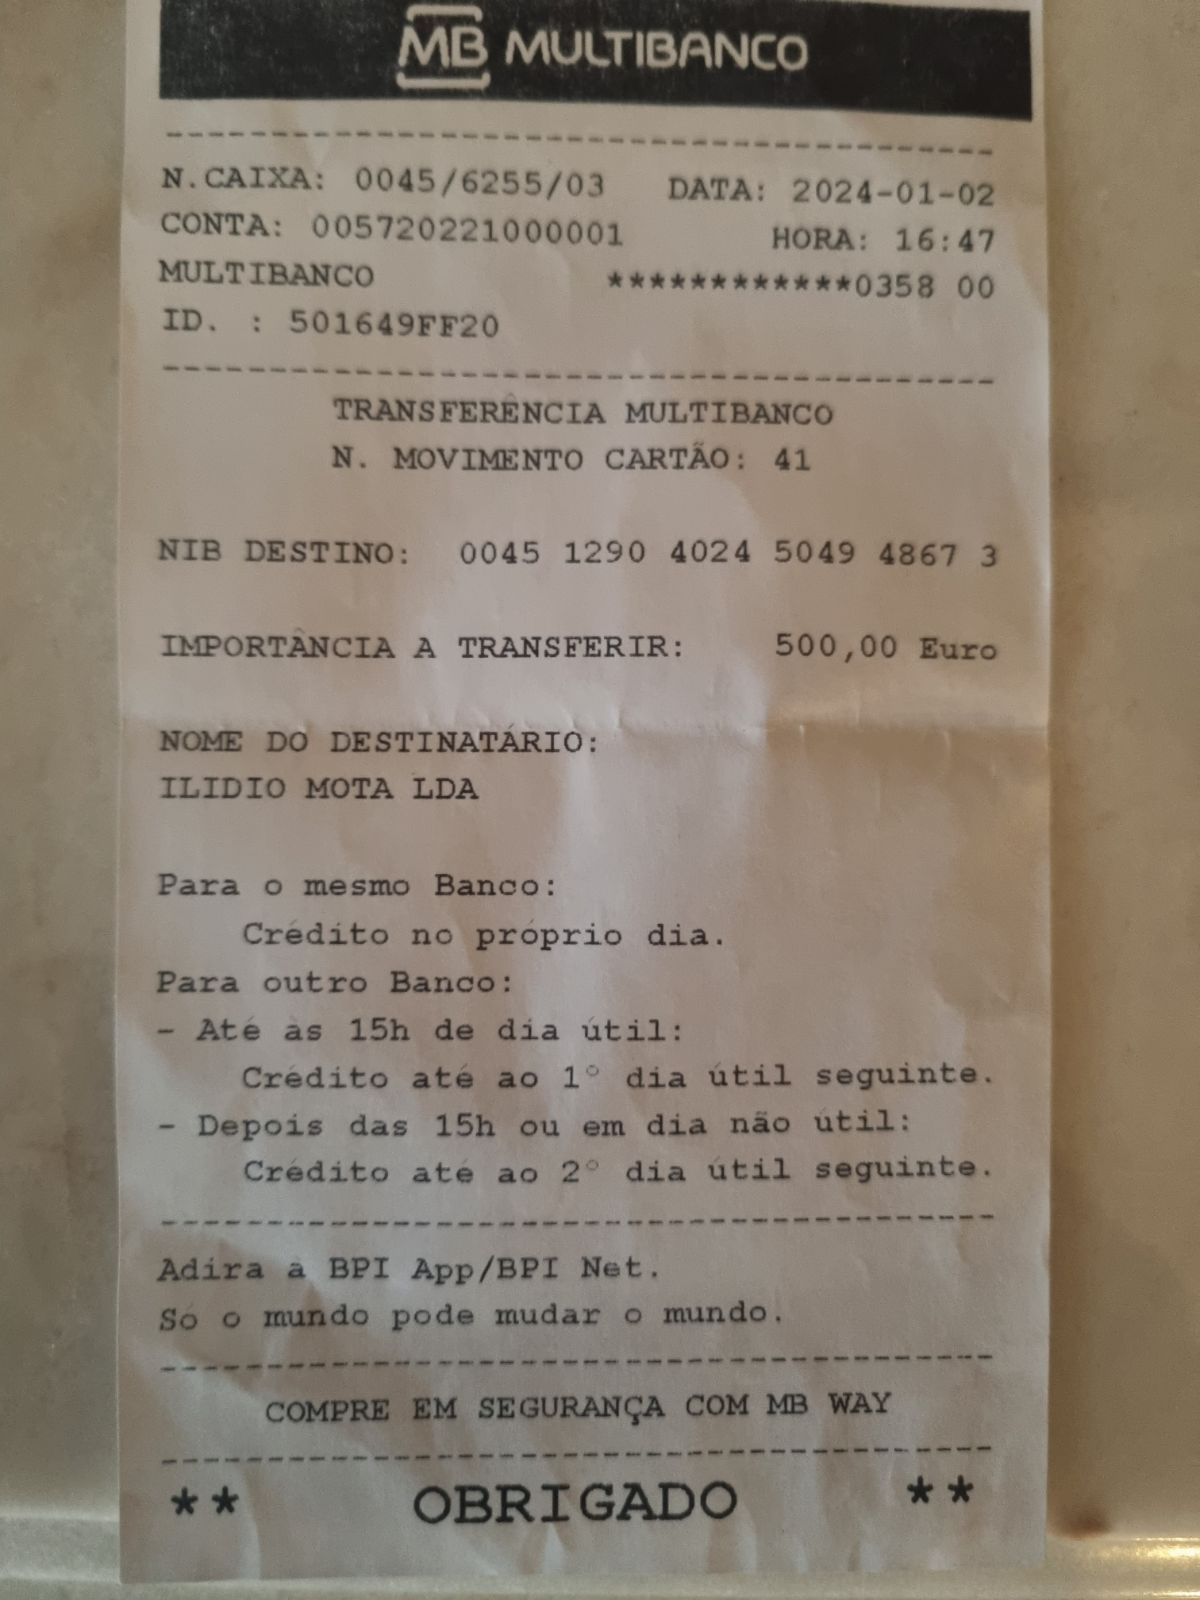 MB MULTIBANCO
N.CAIXA: 0045/6255/03 DATA: 2024-01-02
CONTA: 005720221000001 HORA: 16:47
MULTIBANCO ************0358 00
ID. : 501649FF20
TRANSFERÊNCIA MULTIBANCO
N. MOVIMENTO CARTÃO: 41
NIB DESTINO: 0045 1290 4024 5049 4867 3
IMPORTÂNCIA A TRANSFERIR: 500,00 Euro
NOME DO DESTINATÁRIO:
ILIDIO MOTA LDA
Para o mesmo Banco:
Crédito no próprio dia.
Para outro Banco:
- Até às 15h de dia útil:
Crédito até ao 1° dia útil seguinte.
- Depois das 15h ou em dia não útil:
Crédito até ao 2° dia útil seguinte.
Adira à BPI App/BPI Net.
Só o mundo pode mudar o mundo.
COMPRE EM SEGURANÇA COM MB WAY
** OBRIGADO **